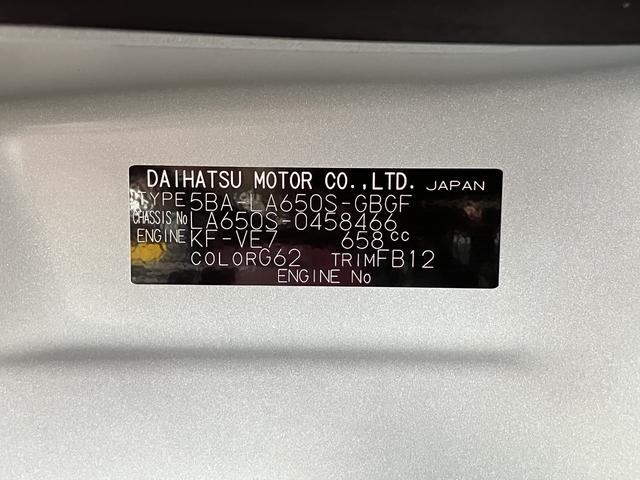 DAIHATSU MOTOR CO.,LTD. JAPAN
TYPE 5BA-LA650S-GBGF
CHASSIS No LA650S-0458466
ENGINE KF-VE7 658cc
COLOR G62 TRIM FB12
ENGINE No